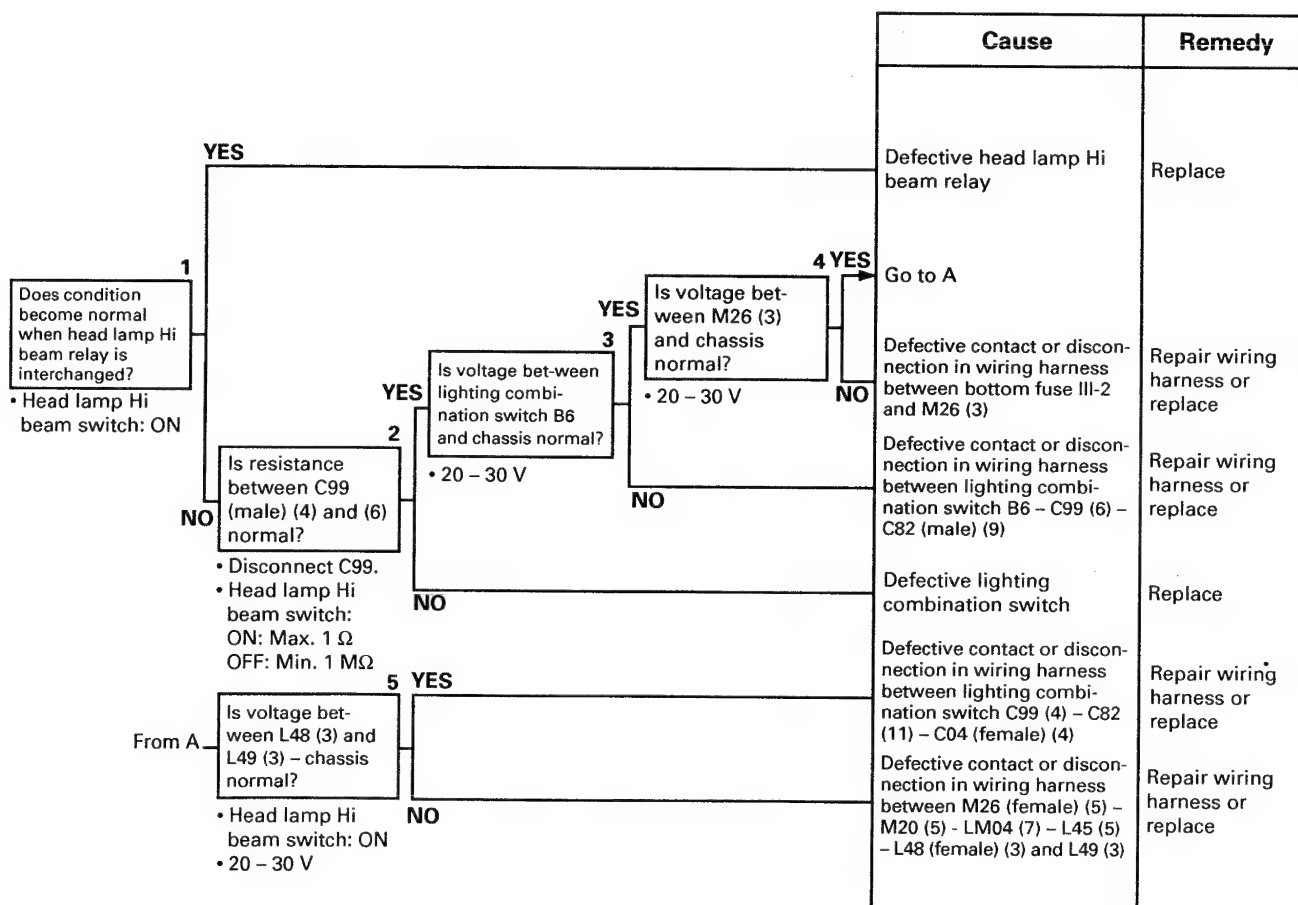 Cause
Remedy
YES
Defective head lamp Hi
beam relay
Replace
1
Does condition
become normal
when head lamp Hi
beam relay is
interchanged?
• Head lamp Hi
beam switch: ON
NO
2
Is resistance
between C99
(male) (4) and (6)
normal?
• Disconnect C99.
• Head lamp Hi
beam switch:
ON: Max. 1 Ω
OFF: Min. 1 MΩ
YES
3
Is voltage bet-ween
lighting combi-
nation switch B6
and chassis normal?
• 20 – 30 V
YES
4
Is voltage bet-
ween M26 (3)
and chassis
normal?
• 20 – 30 V
YES
Go to A
NO
Defective contact or discon-
nection in wiring harness
between bottom fuse III-2
and M26 (3)
Repair wiring
harness or
replace
NO
Defective contact or discon-
nection in wiring harness
between lighting combi-
nation switch B6 – C99 (6) –
C82 (male) (9)
Repair wiring
harness or
replace
NO
Defective lighting
combination switch
Replace
From A
5
Is voltage bet-
ween L48 (3) and
L49 (3) – chassis
normal?
• Head lamp Hi
beam switch: ON
• 20 – 30 V
YES
Defective contact or discon-
nection in wiring harness
between lighting combi-
nation switch C99 (4) – C82
(11) – C04 (female) (4)
Repair wiring
harness or
replace
NO
Defective contact or discon-
nection in wiring harness
between M26 (female) (5) –
M20 (5) - LM04 (7) – L45 (5)
– L48 (female) (3) and L49 (3)
Repair wiring
harness or
replace